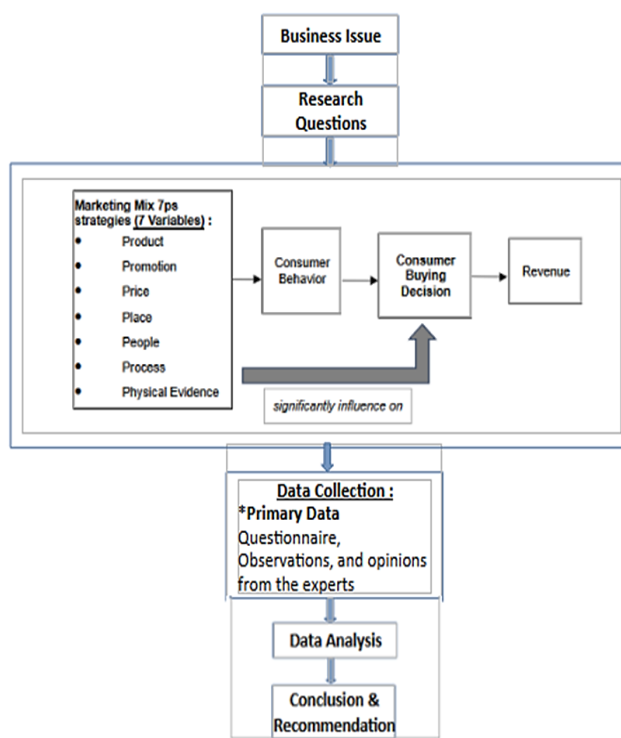 Business Issue
Research
Questions
Marketing Mix 7ps
strategies (7 Variables) :
• Product
• Promotion
• Price
• Place
• People
• Process
• Physical Evidence
Consumer
Behavior
Consumer
Buying
Decision
Revenue
significantly influence on
Data Collection :
*Primary Data
Questionnaire,
Observations, and opinions
from the experts
Data Analysis
Conclusion &
Recommendation